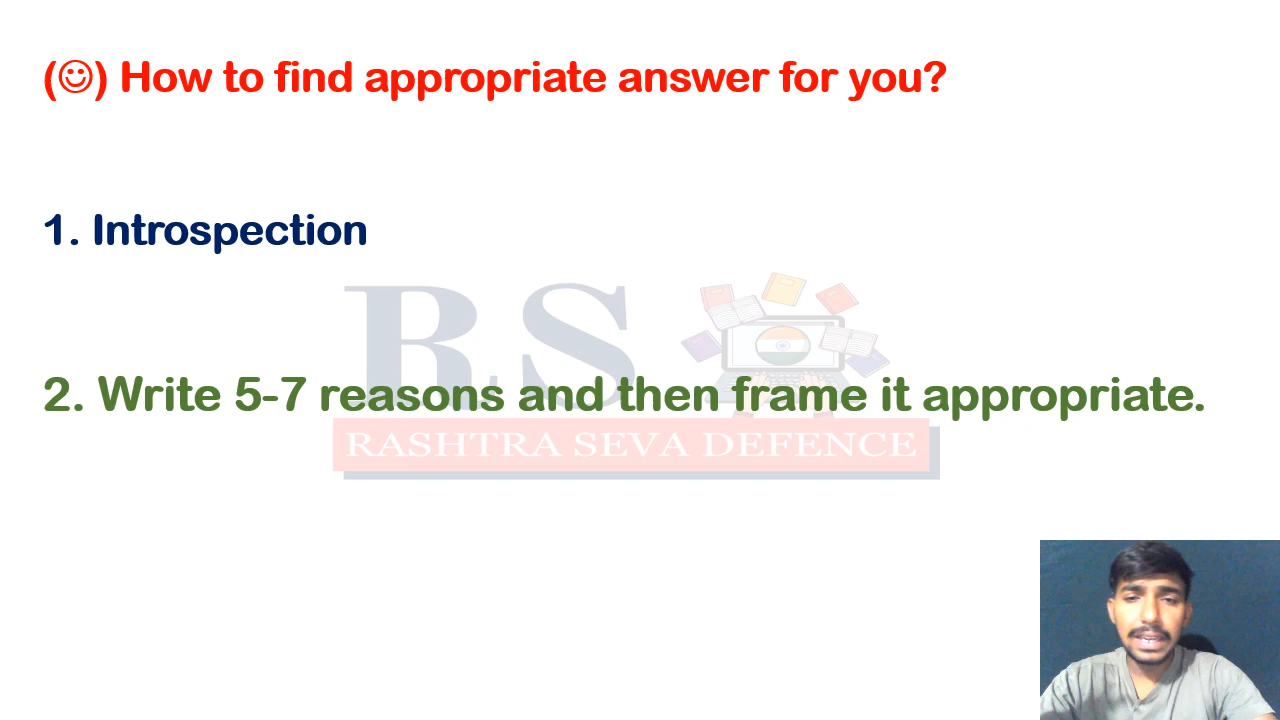 (☺) How to find appropriate answer for you?
1. Introspection
RS
2. Write 5-7 reasons and then frame it appropriate.
RASHTRA SEVA DEFENCE